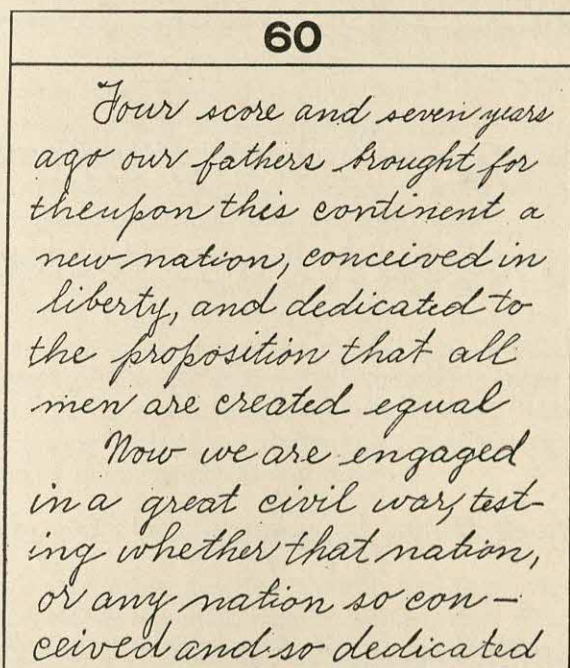 60
Four score and seven years
ago our fathers brought for
theupon this continent a
new nation, conceived in
liberty, and dedicated to
the proposition that all
men are created equal
Now we are engaged
in a great civil war, test-
ing whether that nation,
or any nation so con-
ceived and so dedicated